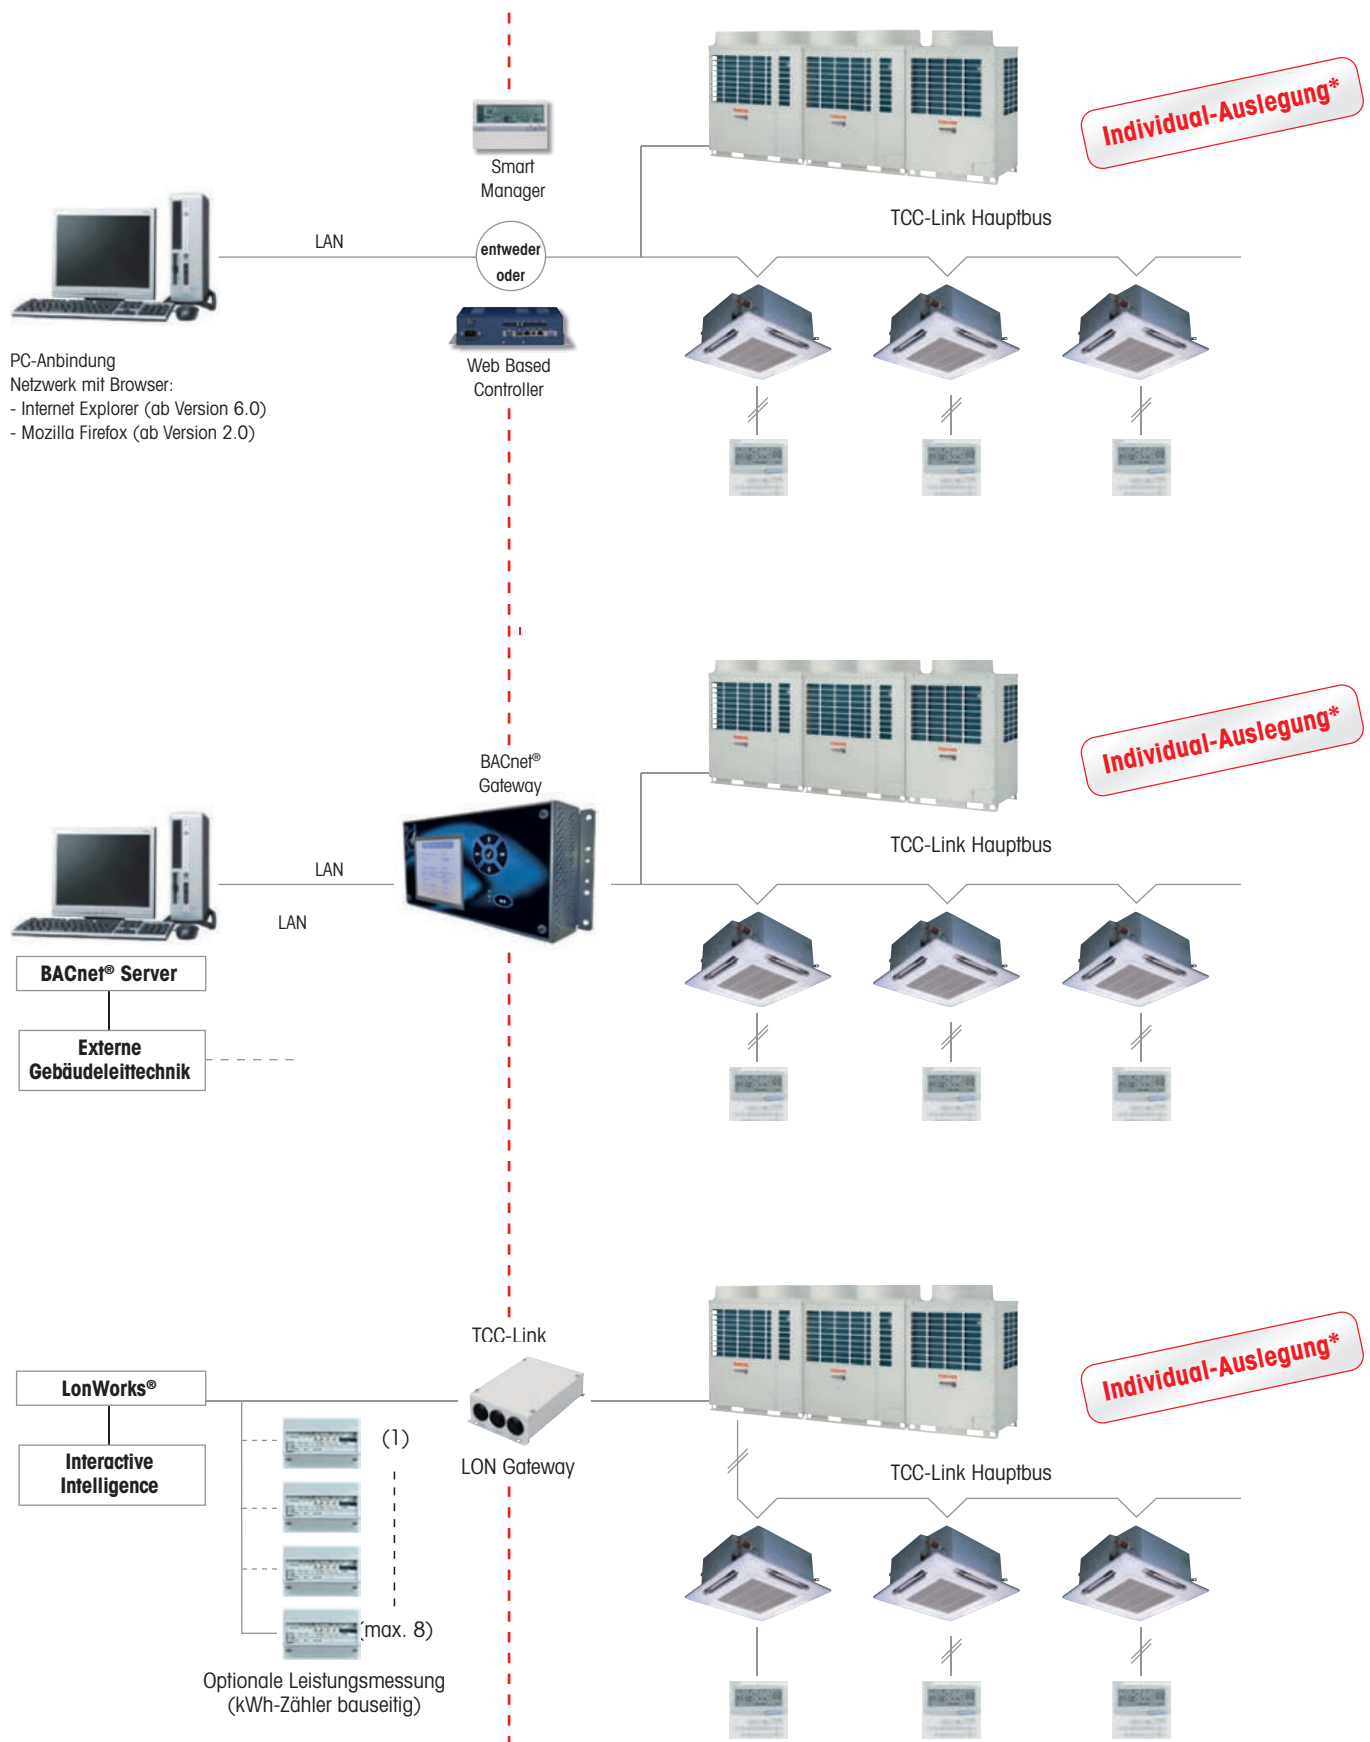 Individual-Auslegung*
Smart
Manager
TCC-Link Hauptbus
LAN
entweder
oder
PC-Anbindung
Netzwerk mit Browser:
- Internet Explorer (ab Version 6.0)
- Mozilla Firefox (ab Version 2.0)
Web Based
Controller
Individual-Auslegung*
BACnet®
Gateway
TCC-Link Hauptbus
LAN
LAN
BACnet® Server
Externe
Gebäudeleittechnik
TCC-Link
Individual-Auslegung*
LonWorks®
(1)
Interactive
Intelligence
LON Gateway
TCC-Link Hauptbus
(max. 8)
Optionale Leistungsmessung
(kWh-Zähler bauseitig)